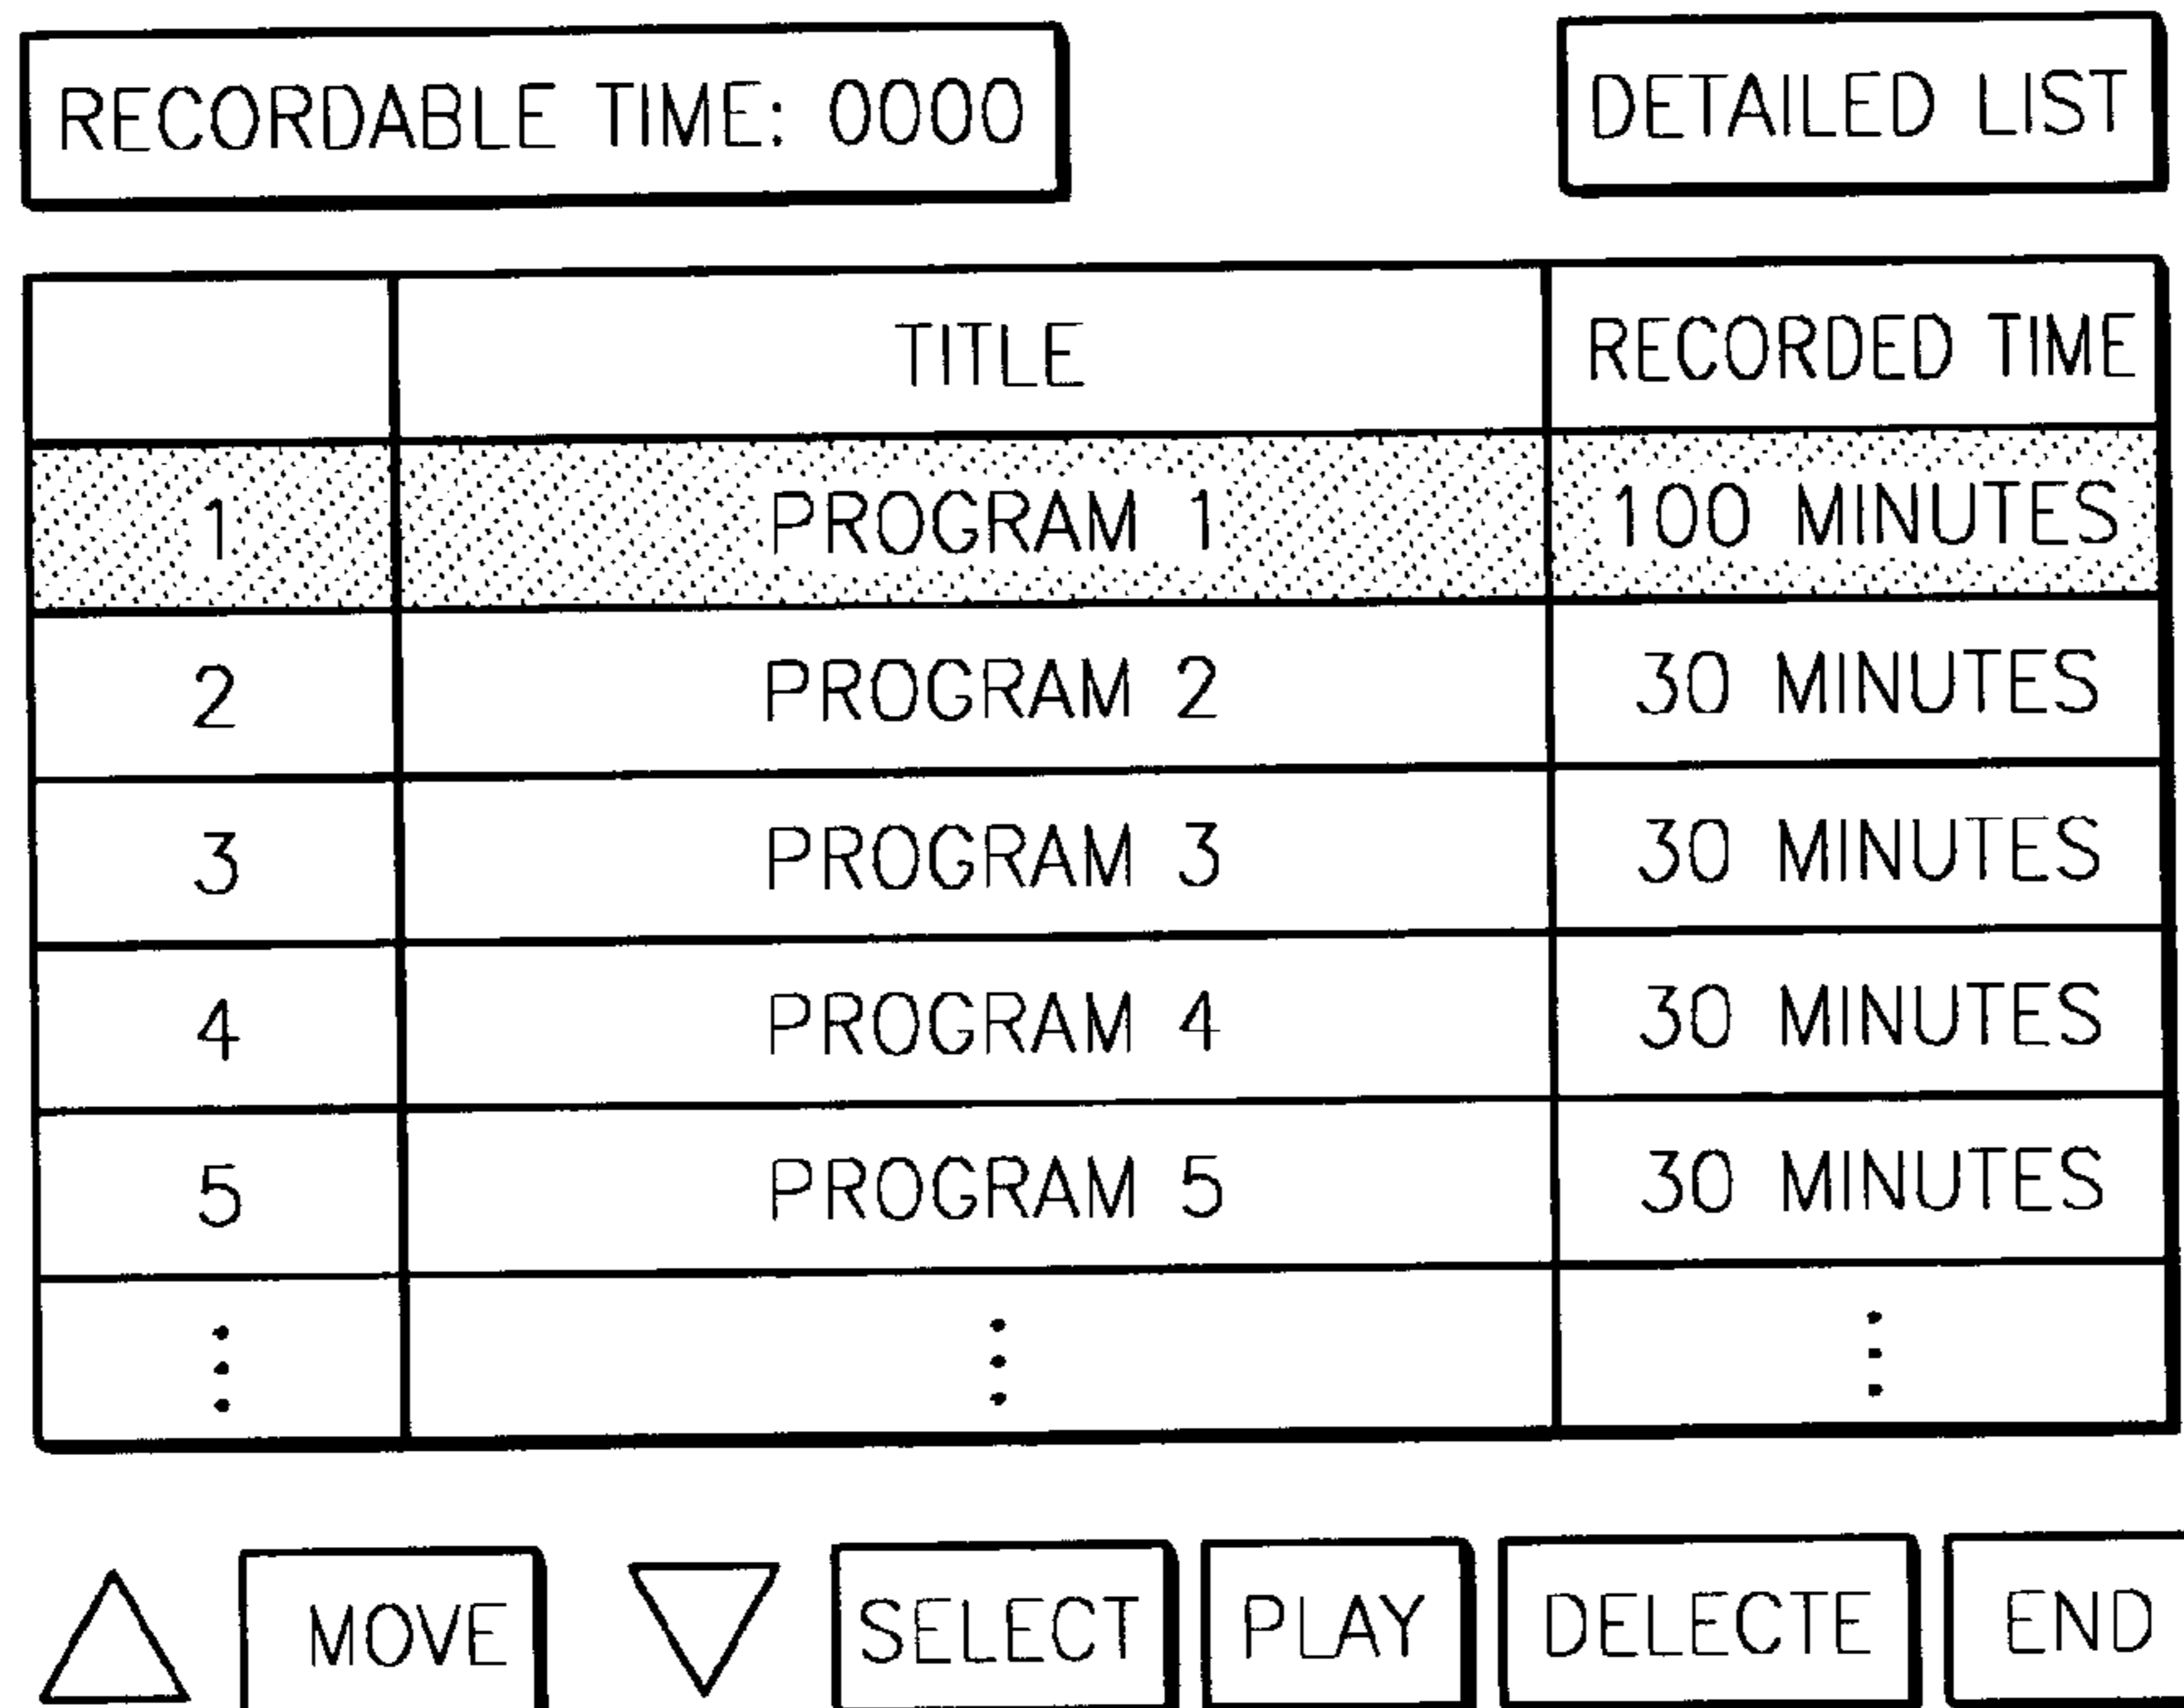 RECORDABLE TIME: 0000 DETAILED LIST
TITLE RECORDED TIME
1 PROGRAM 1 100 MINUTES
2 PROGRAM 2 30 MINUTES
3 PROGRAM 3 30 MINUTES
4 PROGRAM 4 30 MINUTES
5 PROGRAM 5 30 MINUTES
MOVE SELECT PLAY DELECTE END